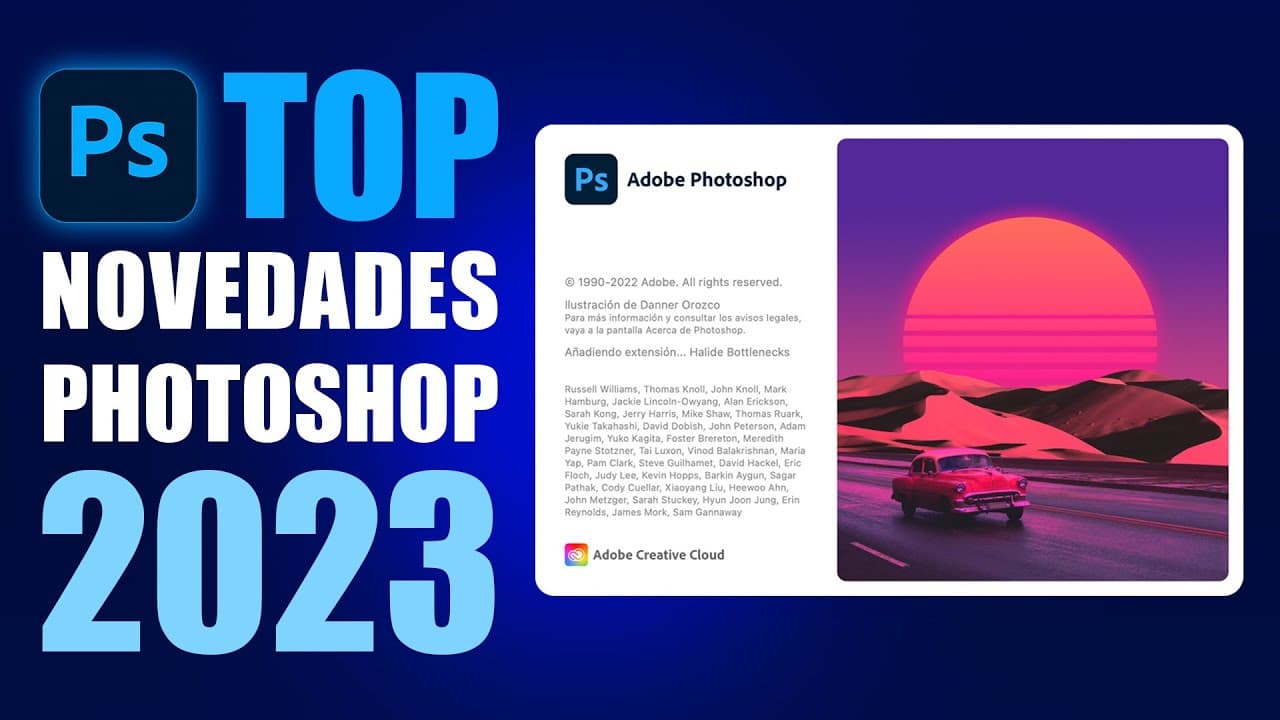 Ps TOP
NOVEDADES
PHOTOSHOP
2023
Ps Adobe Photoshop
© 1990-2022 Adobe. All rights reserved.
Ilustración de Danner Orozco
Para más información y consultar los avisos legales,
vaya a la pantalla Acerca de Photoshop.
Añadiendo extensión... Halide Bottlenecks
Russell Williams, Thomas Knoll, John Knoll, Mark
Hamburg, Jackie Lincoln-Owyang, Alan Erickson,
Sarah Kong, Jerry Harris, Mike Shaw, Thomas Ruark,
Yukie Takahashi, David Dobish, John Peterson, Adam
Jerugim, Yuko Kagita, Foster Brereton, Meredith
Payne Stotzner, Tai Luxon, Vinod Balakrishnan, Maria
Yap, Pam Clark, Steve Guilhamet, David Hackel, Eric
Floch, Judy Lee, Kevin Hopps, Barkin Aygun, Sagar
Pathak, Cody Cuellar, Xiaoyang Liu, Heewoo Ahn,
John Metzger, Sarah Stuckey, Hyun Joon Jung, Erin
Reynolds, James Mork, Sam Gannaway
Adobe Creative Cloud